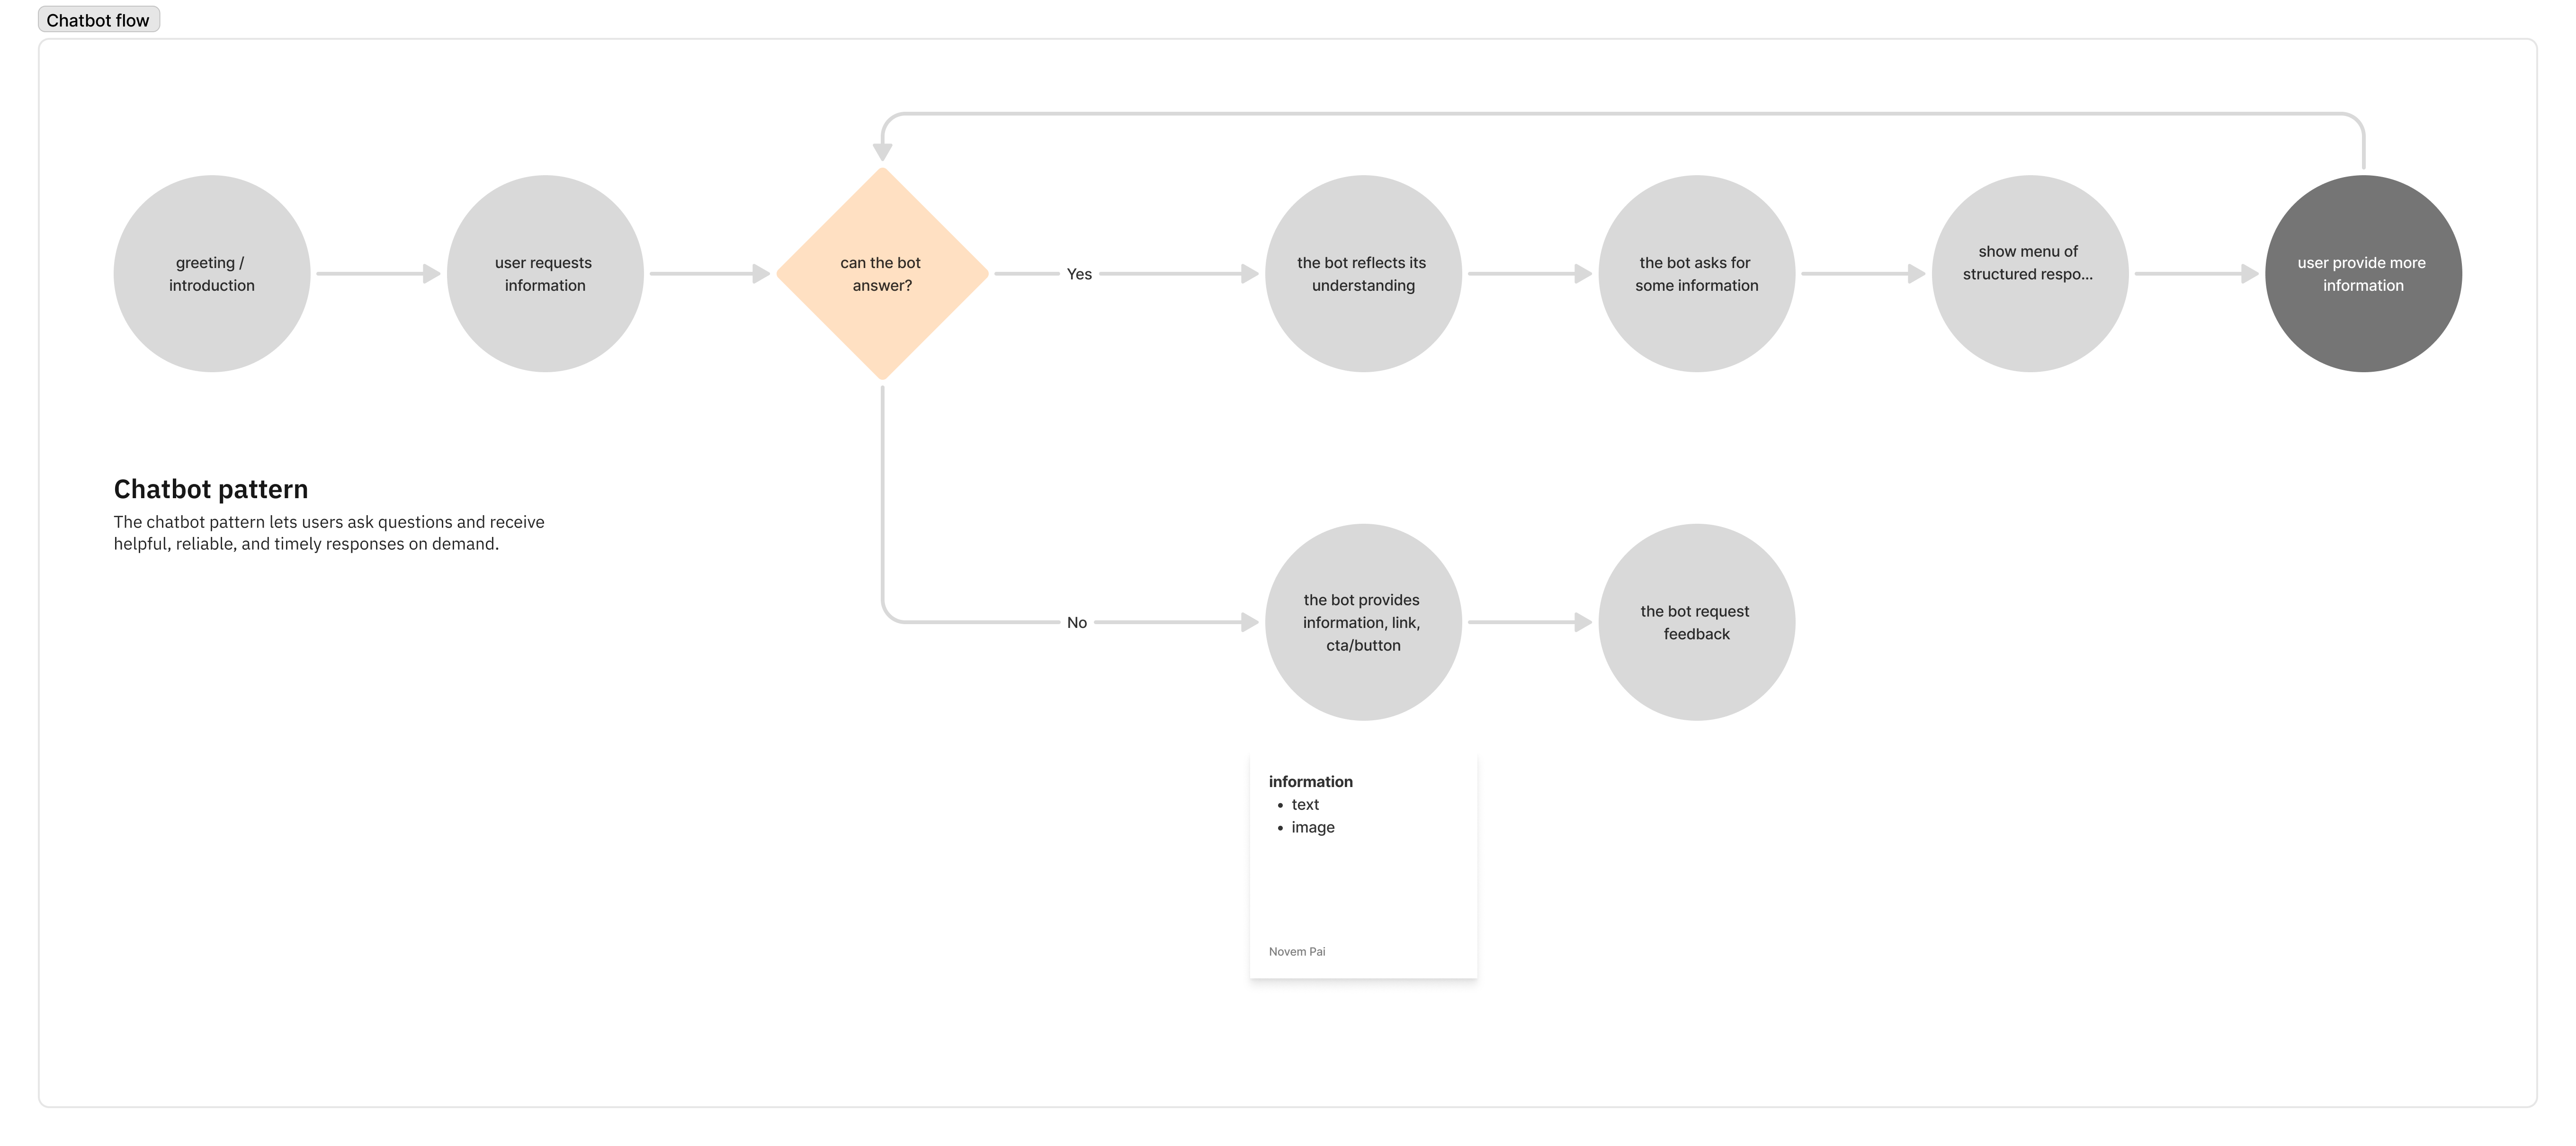 Chatbot flow
greeting /
introduction
user requests
information
can the bot
answer?
Yes
the bot reflects its
understanding
the bot asks for
some information
show menu of
structured respo...
user provide more
information
Chatbot pattern
The chatbot pattern lets users ask questions and receive
helpful, reliable, and timely responses on demand.
No
the bot provides
information, link,
cta/button
the bot request
feedback
information
• text
• image
Novem Pai